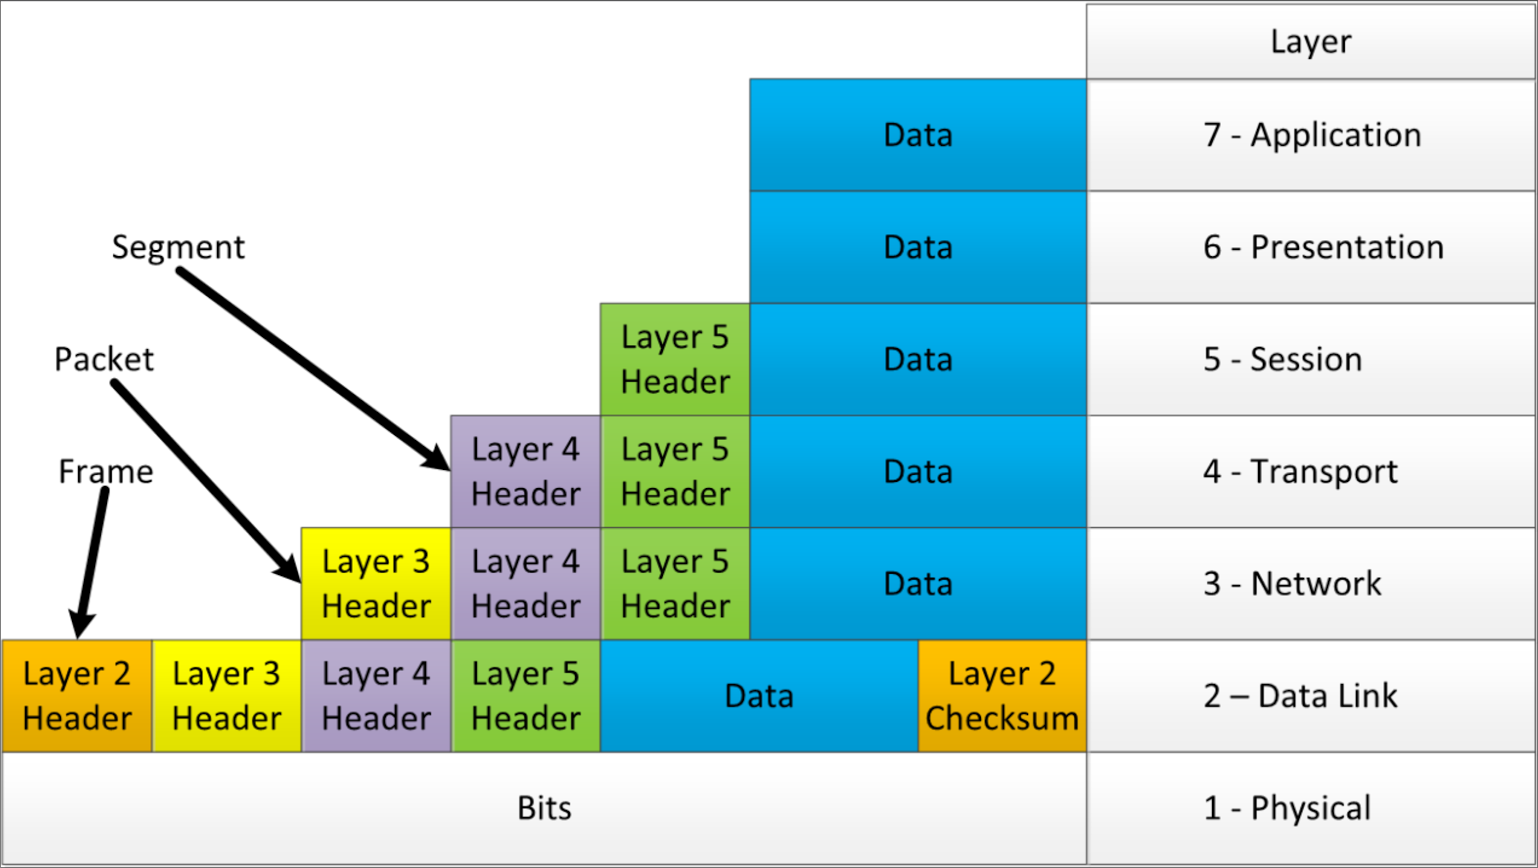 Layer
Data
7 - Application
Segment
Data
6 - Presentation
Packet
Layer 5
Header
Data
5 - Session
Frame
Layer 4
Header
Layer 5
Header
Data
4 - Transport
Layer 3
Header
Layer 4
Header
Layer 5
Header
Data
3 - Network
Layer 2
Header
Layer 3
Header
Layer 4
Header
Layer 5
Header
Data
Layer 2
Checksum
2 – Data Link
Bits
1 - Physical